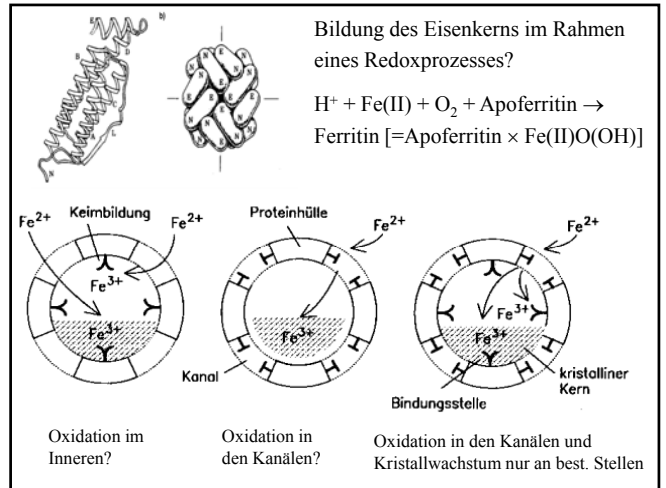 b)
E
D
B
C
A
L
N
N N
E E
N E N
E
N E
N N
Bildung des Eisenkerns im Rahmen
eines Redoxprozesses?
H⁺ + Fe(II) + O₂ + Apoferritin →
Ferritin [=Apoferritin × Fe(II)O(OH)]
Fe²⁺ Keimbildung Fe²⁺
Fe³⁺
Fe³⁺
Proteinhülle Fe²⁺
Fe³⁺
Kanal
Fe²⁺
Fe³⁺
Fe³⁺
Bindungsstelle
kristalliner
Kern
Oxidation im
Inneren?
Oxidation in
den Kanälen?
Oxidation in den Kanälen und
Kristallwachstum nur an best. Stellen